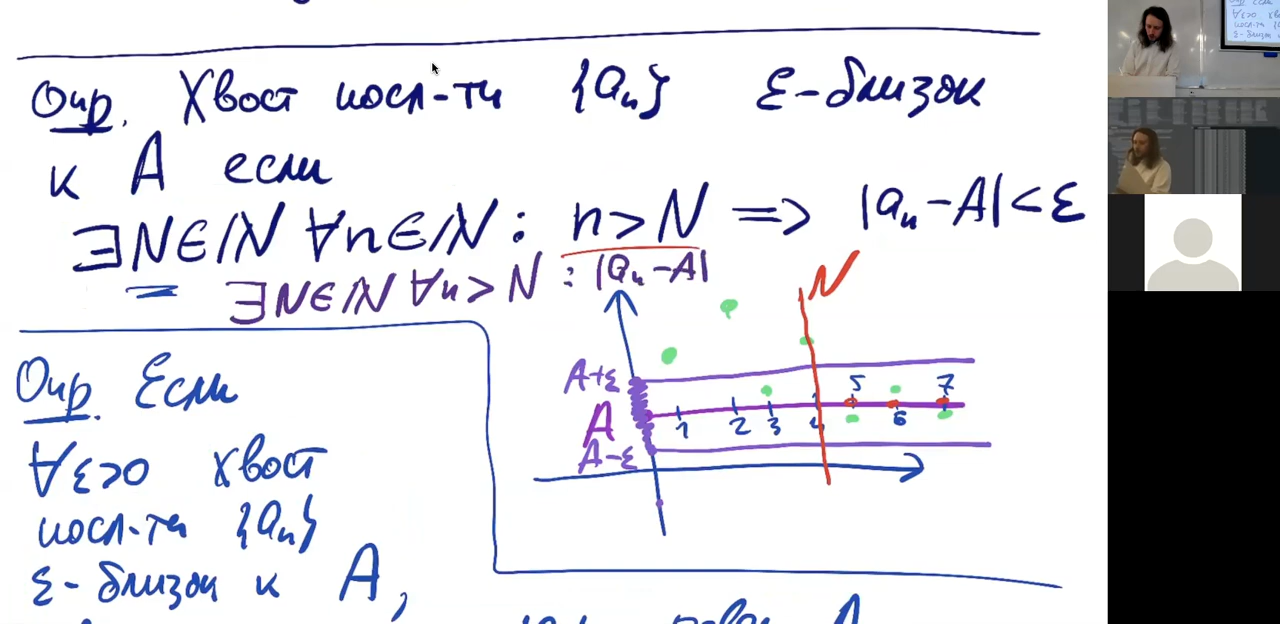 Опр. Хвост посл-ти {aₙ} ε-близок
к A если
∃N∈ℕ ∀n∈ℕ : n>N => |aₙ-A|<ε
∃N∈ℕ ∀n>N : |aₙ-A|
N
A+ε
A
A-ε
1 2 3 4 5 6 7
Опр. Если
∀ε>0 хвост
посл-ти {aₙ}
ε-близок к A,
A